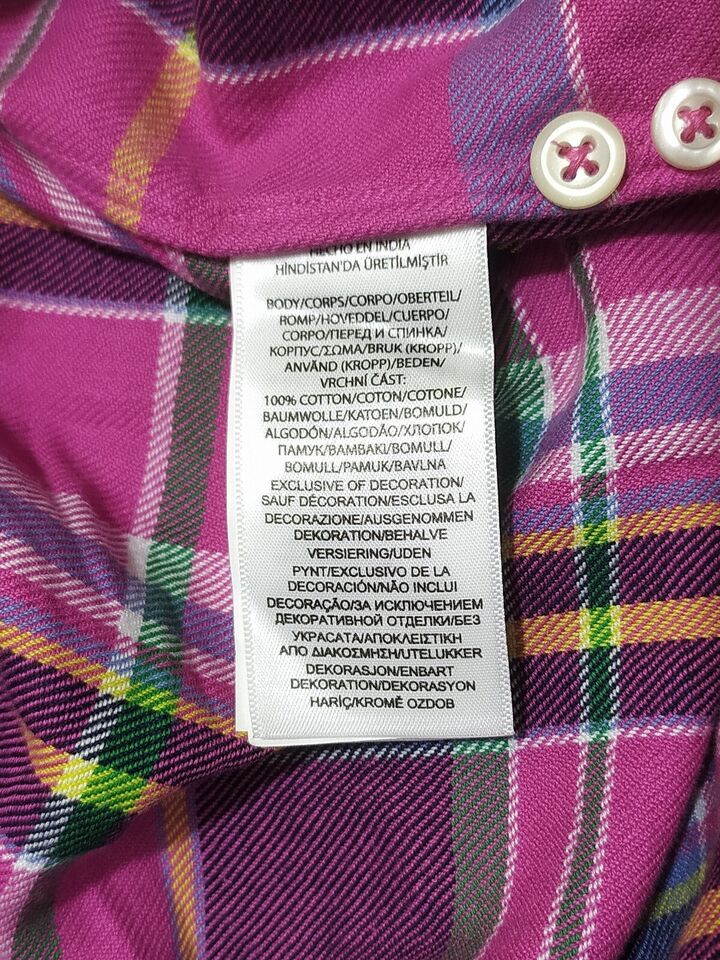 HECHO EN INDIA
HİNDİSTAN'DA ÜRETİLMİŞTİR
BODY/CORPS/CORPO/OBERTEIL/
ROMP/HOVEDDEL/CUERPO/
CORPO/ПЕРЕД И СПИНКА/
КОРПУС/ΣΩΜΑ/BRUK (KROPP)/
ANVÄND (KROPP)/BEDEN/
VRCHNÍ ČÁST:
100% COTTON/COTON/COTONE/
BAUMWOLLE/KATOEN/BOMULD/
ALGODÓN/ALGODÃO/ХЛОПОК/
ПАМУК/ΒΑΜΒΑΚΙ/BOMULL/
BOMULL/PAMUK/BAVLNA
EXCLUSIVE OF DECORATION/
SAUF DÉCORATION/ESCLUSA LA
DECORAZIONE/AUSGENOMMEN
DEKORATION/BEHALVE
VERSIERING/UDEN
PYNT/EXCLUSIVO DE LA
DECORACIÓN/NÃO INCLUI
DECORAÇÃO/ЗА ИСКЛЮЧЕНИЕМ
ДЕКОРАТИВНОЙ ОТДЕЛКИ/БЕЗ
УКРАСАТА/ΑΠΟΚΛΕΙΣΤΙΚΗ
ΑΠΟ ΔΙΑΚΟΣΜΗΣΗ/UTELUKKER
DEKORASJON/ENBART
DEKORATION/DEKORASYON
HARİÇ/KROMĚ OZDOB